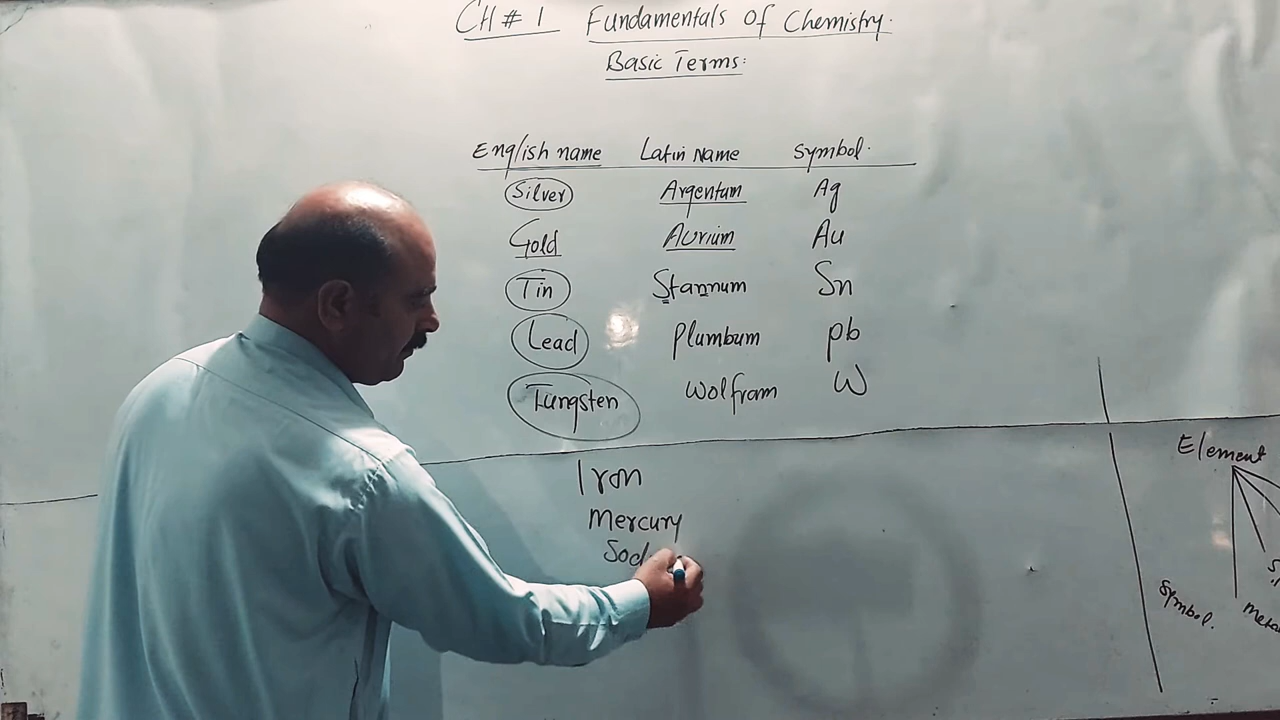 CH # 1 Fundamentals of Chemistry.
Basic Terms:
English name Latin Name Symbol.
Silver Argentum Ag
Gold Aurium Au
Tin Stannum Sn
Lead Plumbum pb
Tungsten Wolfram W
Iron
Mercury
Sod
Element
Symbol.